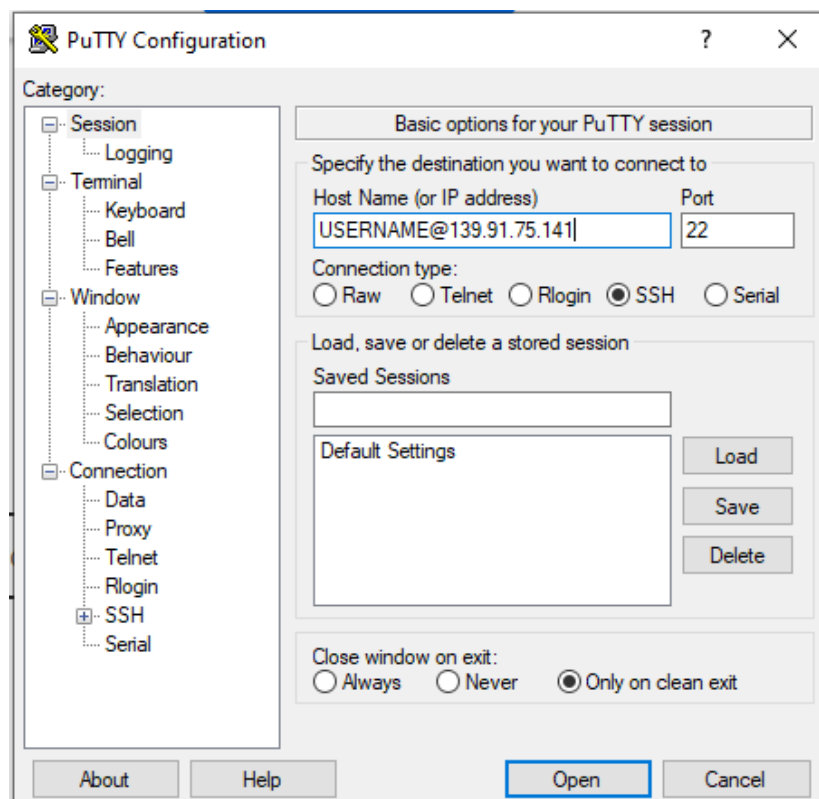 PuTTY Configuration
?
Category:
Session
Logging
Terminal
Keyboard
Bell
Features
Window
Appearance
Behaviour
Translation
Selection
Colours
Connection
Data
Proxy
Telnet
Rlogin
SSH
Serial
Basic options for your PuTTY session
Specify the destination you want to connect to
Host Name (or IP address) Port
USERNAME@139.91.75.141 22
Connection type:
Raw Telnet Rlogin SSH Serial
Load, save or delete a stored session
Saved Sessions
Default Settings
Load
Save
Delete
Close window on exit:
Always Never Only on clean exit
About Help Open Cancel